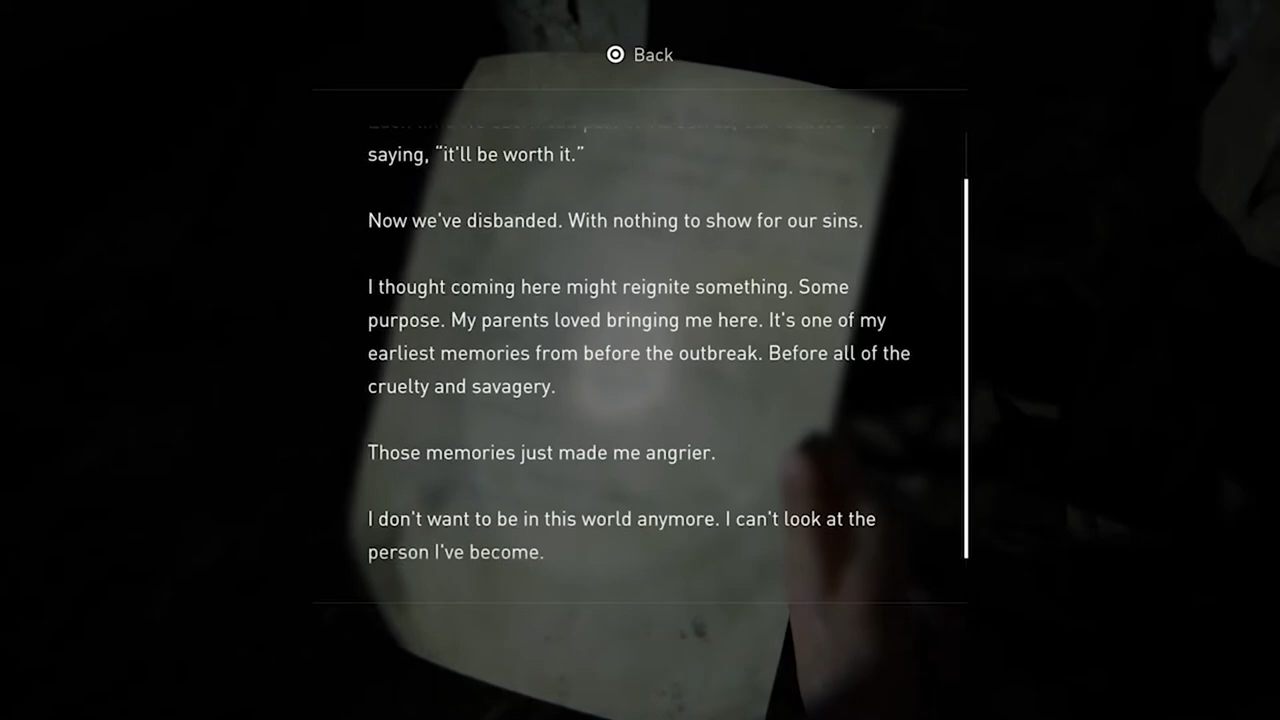 Back
saying, “it'll be worth it.”
Now we've disbanded. With nothing to show for our sins.
I thought coming here might reignite something. Some
purpose. My parents loved bringing me here. It's one of my
earliest memories from before the outbreak. Before all of the
cruelty and savagery.
Those memories just made me angrier.
I don't want to be in this world anymore. I can't look at the
person I've become.